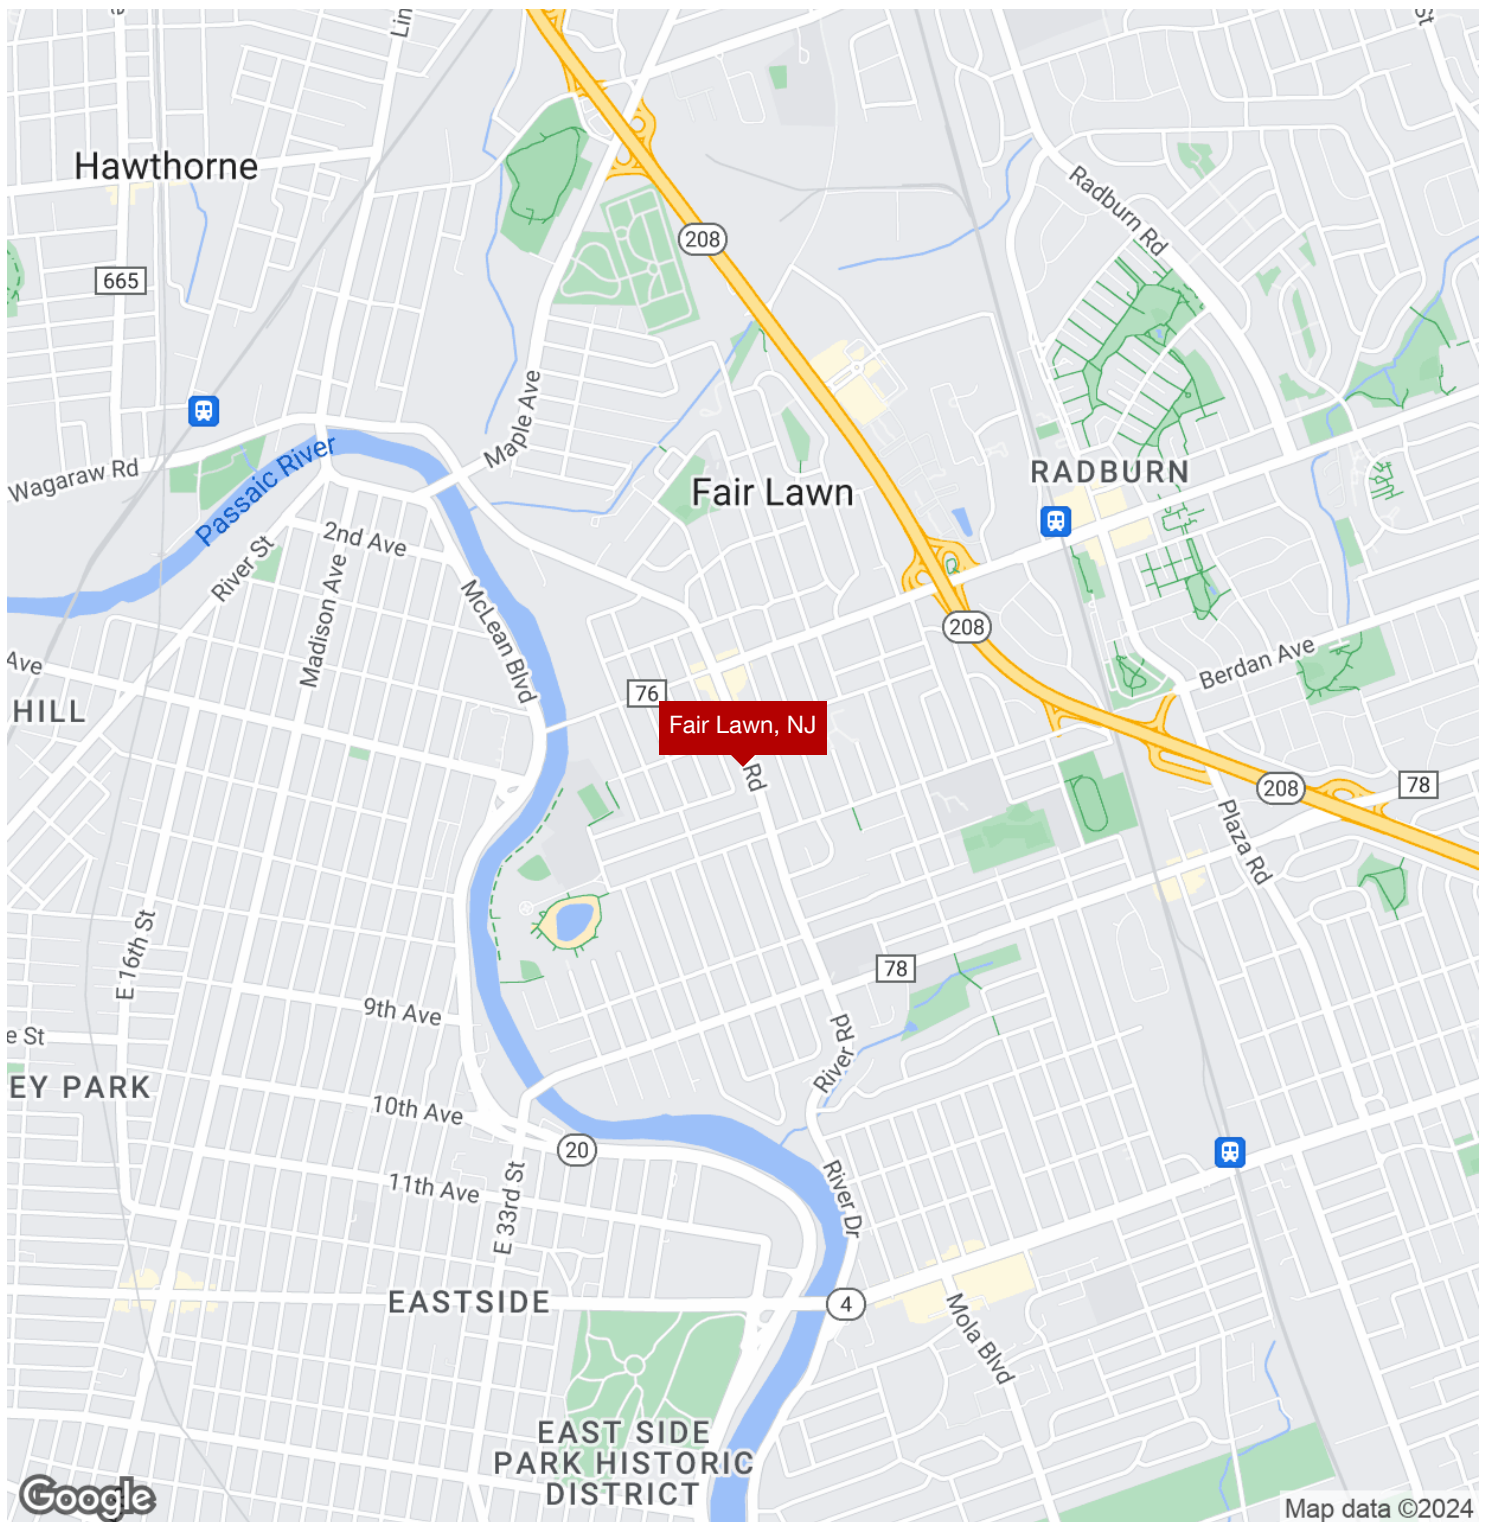 Hawthorne
208
Radburn Rd
665
Maple Ave
Wagaraw Rd
Passaic River
Fair Lawn
RADBURN
2nd Ave
River St
Madison Ave
McLean Blvd
208
Berdan Ave
Ave
76
HILL
Fair Lawn, NJ
Rd
208
78
Plaza Rd
E 16th St
78
9th Ave
River Rd
e St
EY PARK
10th Ave
20
11th Ave
E 33rd St
River Dr
EASTSIDE
4
Mola Blvd
EAST SIDE
PARK HISTORIC
DISTRICT
Google
Map data ©2024